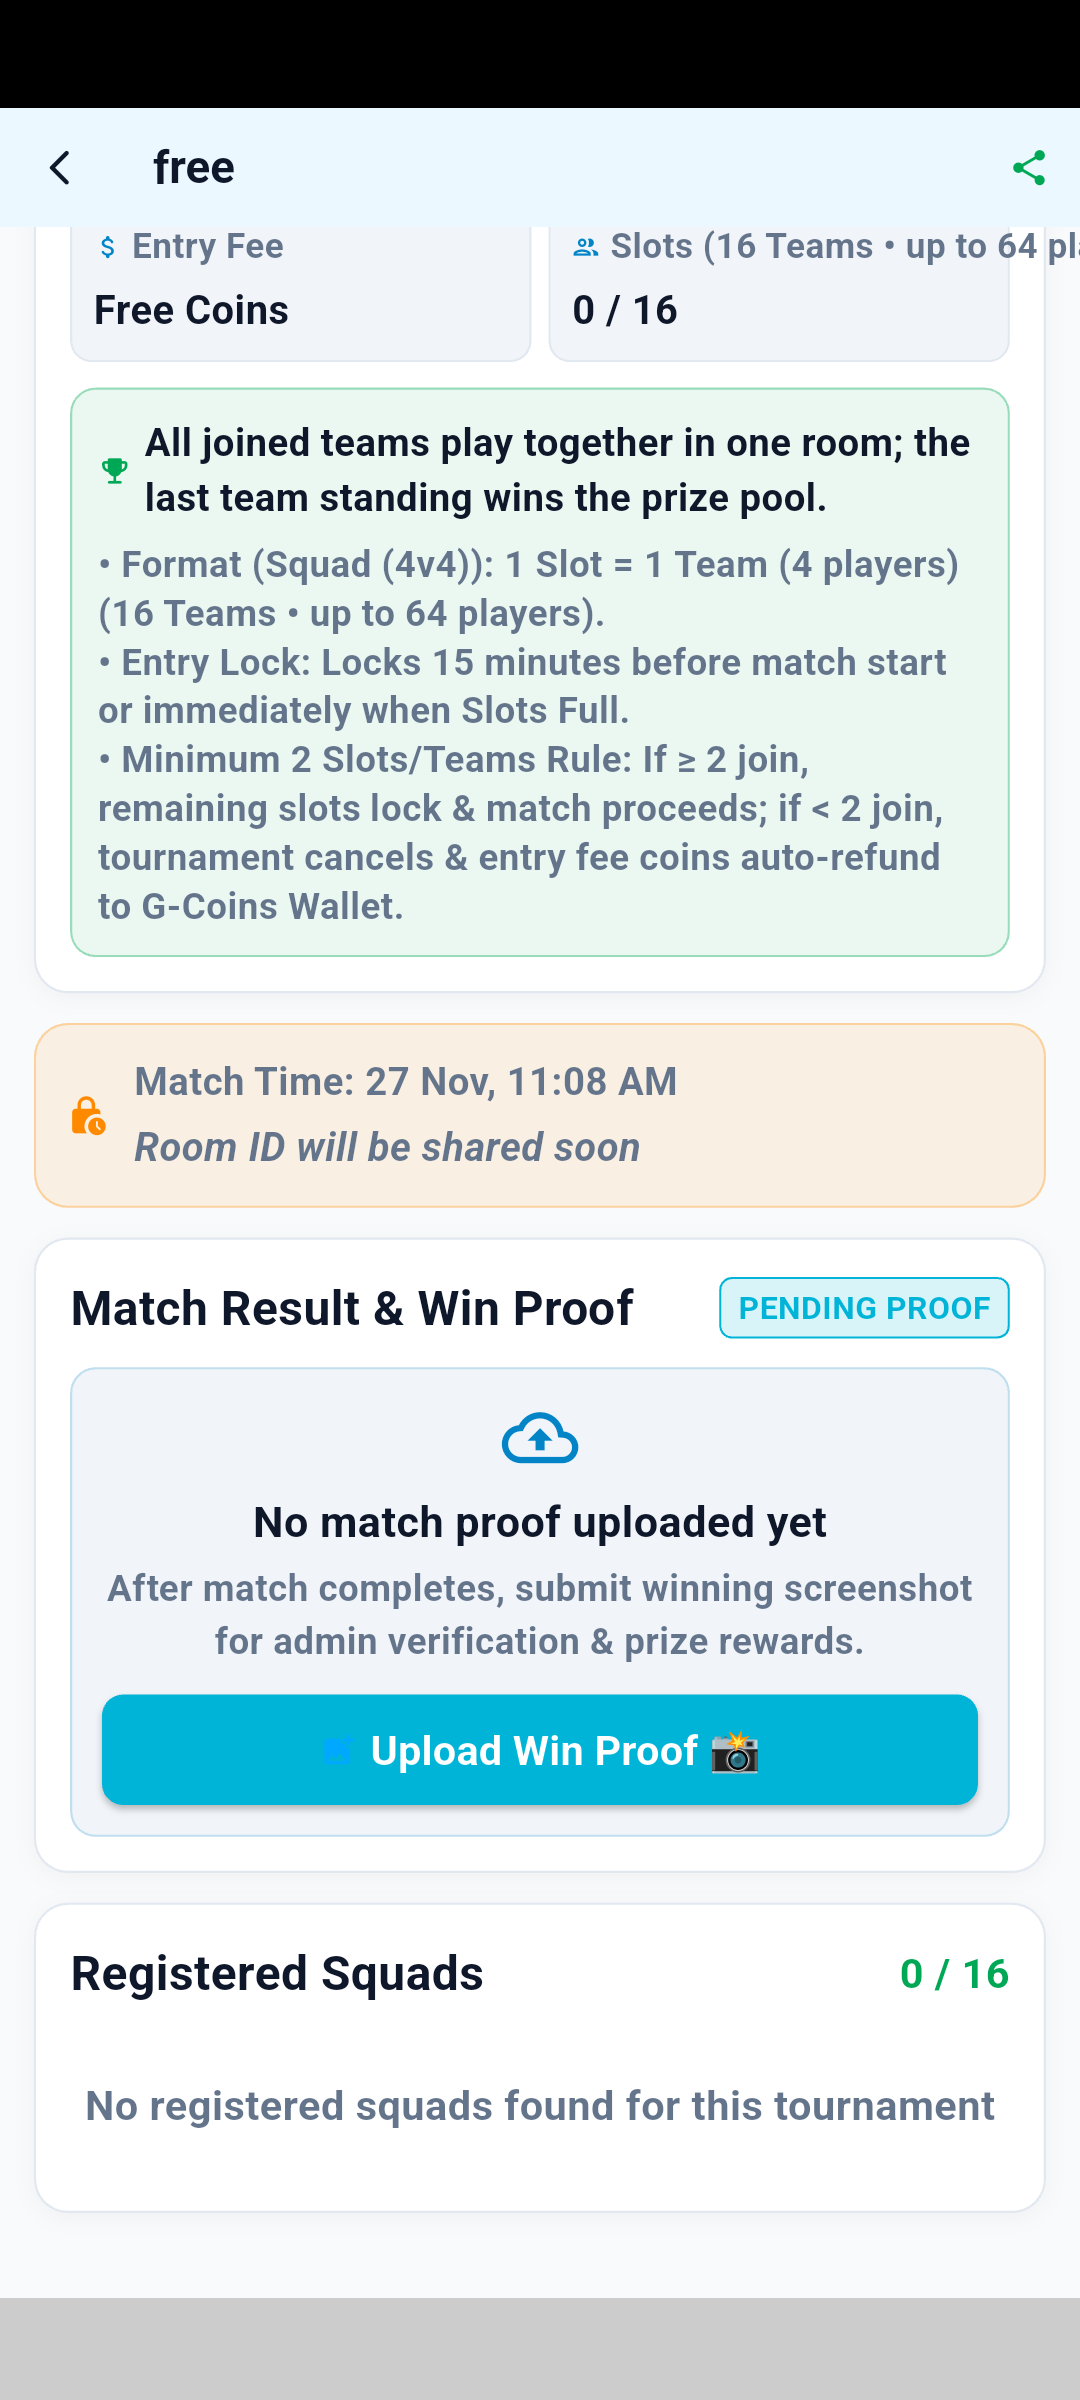 free
Entry Fee
Free Coins
Slots (16 Teams • up to 64 pl
0 / 16
All joined teams play together in one room; the
last team standing wins the prize pool.
• Format (Squad (4v4)): 1 Slot = 1 Team (4 players)
(16 Teams • up to 64 players).
• Entry Lock: Locks 15 minutes before match start
or immediately when Slots Full.
• Minimum 2 Slots/Teams Rule: If ≥ 2 join,
remaining slots lock & match proceeds; if < 2 join,
tournament cancels & entry fee coins auto-refund
to G-Coins Wallet.
Match Time: 27 Nov, 11:08 AM
Room ID will be shared soon
Match Result & Win Proof
PENDING PROOF
No match proof uploaded yet
After match completes, submit winning screenshot
for admin verification & prize rewards.
Upload Win Proof 📸
Registered Squads
0 / 16
No registered squads found for this tournament